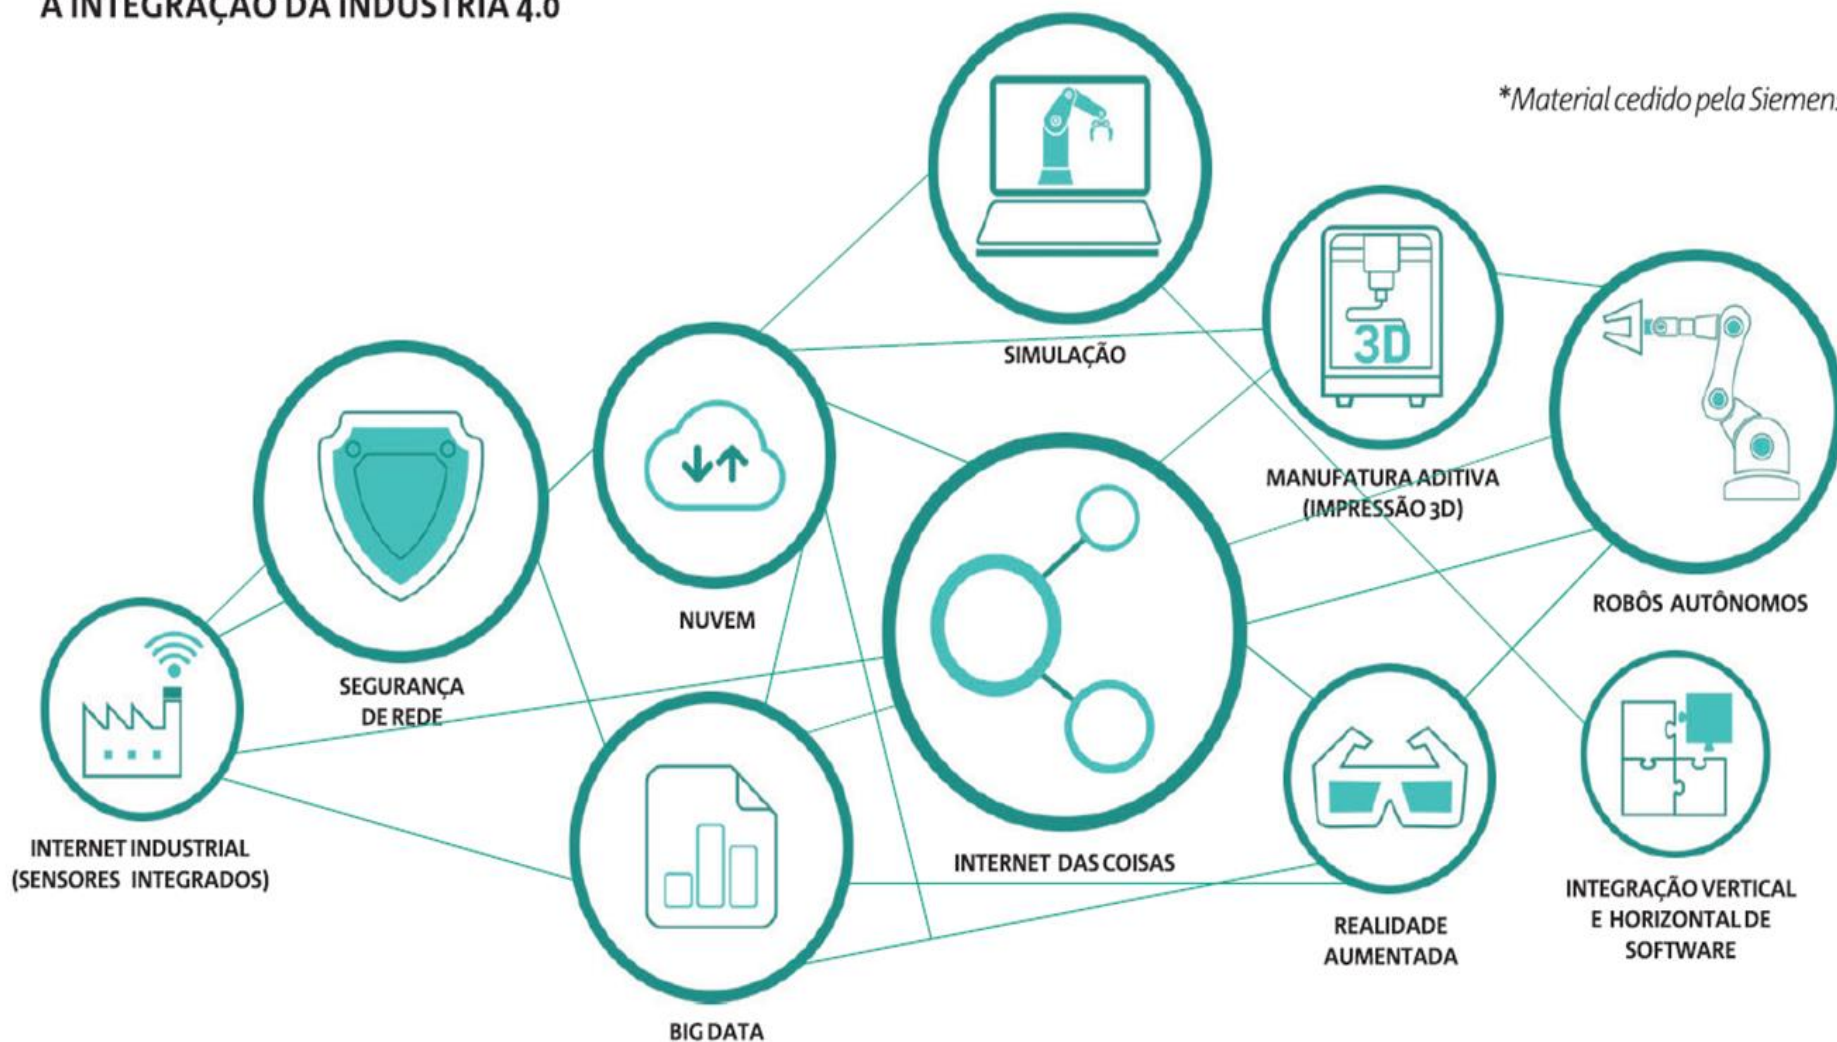 A INTEGRAÇÃO DA INDÚSTRIA 4.0
*Material cedido pela Siemens
SIMULAÇÃO
3D
MANUFATURA ADITIVA
(IMPRESSÃO 3D)
ROBÔS AUTÔNOMOS
NUVEM
SEGURANÇA
DE REDE
INTERNET INDUSTRIAL
(SENSORES INTEGRADOS)
INTERNET DAS COISAS
REALIDADE
AUMENTADA
INTEGRAÇÃO VERTICAL
E HORIZONTAL DE
SOFTWARE
BIG DATA